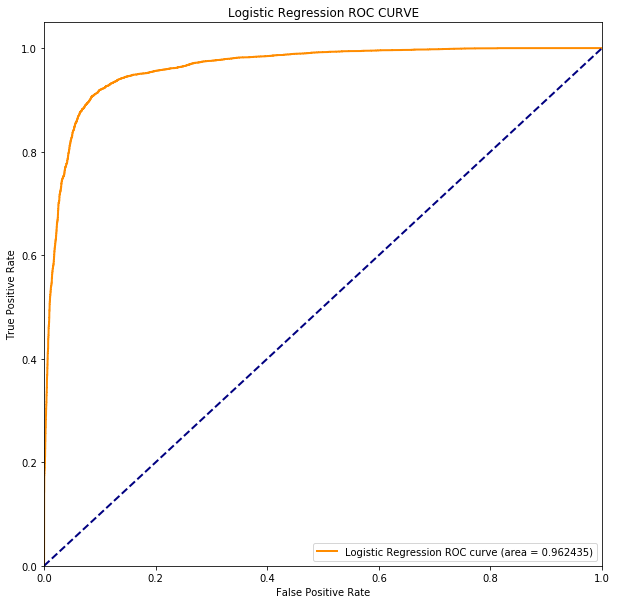 Logistic Regression ROC CURVE
True Positive Rate
1.0
0.8
0.6
0.4
0.2
0.0
Logistic Regression ROC curve (area = 0.962435)
0.0 0.2 0.4 0.6 0.8 1.0
False Positive Rate